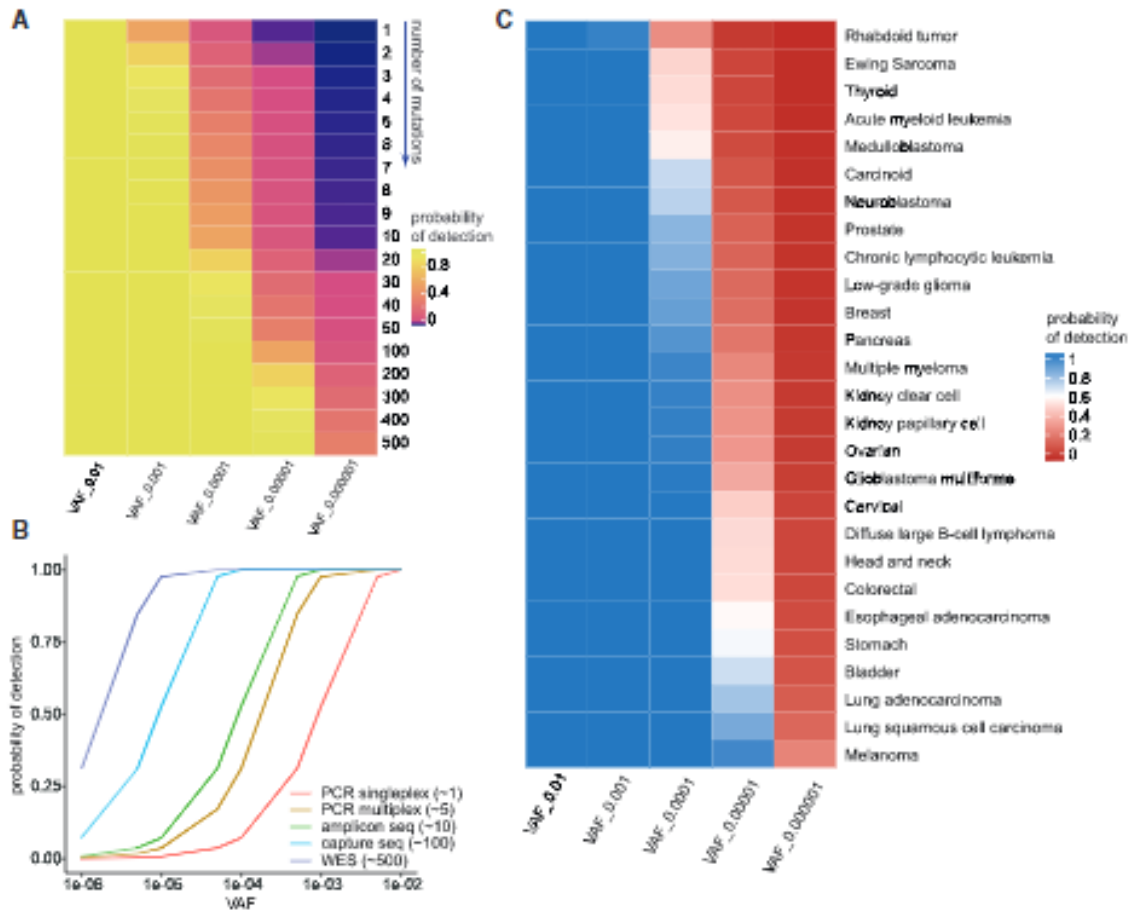 A
1
2
3
4
5
6
7
8
9
10
20
30
40
50
100
200
300
400
500
number of mutations
probability
of detection
0.8
0.4
0
VAF_0.01
VAF_0.001
VAF_0.0001
VAF_0.00001
VAF_0.000001
B
probability of detection
1.00
0.75
0.50
0.25
0.00
PCR singleplex (~1)
PCR multiplex (~5)
amplicon seq (~10)
capture seq (~100)
WES (~500)
1e-06
1e-05
1e-04
1e-03
1e-02
VAF
C
Rhabdoid tumor
Ewing Sarcoma
Thyroid
Acute myeloid leukemia
Medulloblastoma
Carcinoid
Neuroblastoma
Prostate
Chronic lymphocytic leukemia
Low-grade glioma
Breast
Pancreas
Multiple myeloma
Kidney clear cell
Kidney papillary cell
Ovarian
Glioblastoma multiforme
Cervical
Diffuse large B-cell lymphoma
Head and neck
Colorectal
Esophageal adenocarcinoma
Stomach
Bladder
Lung adenocarcinoma
Lung squamous cell carcinoma
Melanoma
probability
of detection
1
0.8
0.6
0.4
0.2
0
VAF_0.01
VAF_0.001
VAF_0.0001
VAF_0.00001
VAF_0.000001